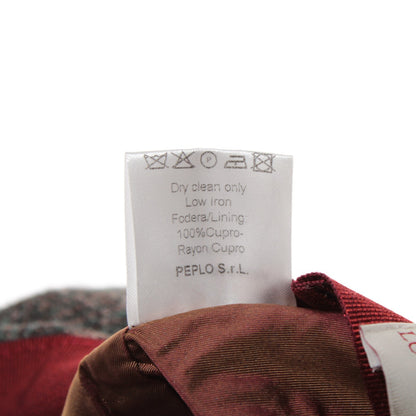 Dry clean only
Low Iron
Fodera/Lining:
100%Cupro-
Rayon Cupro
PEPLO S.r.L.